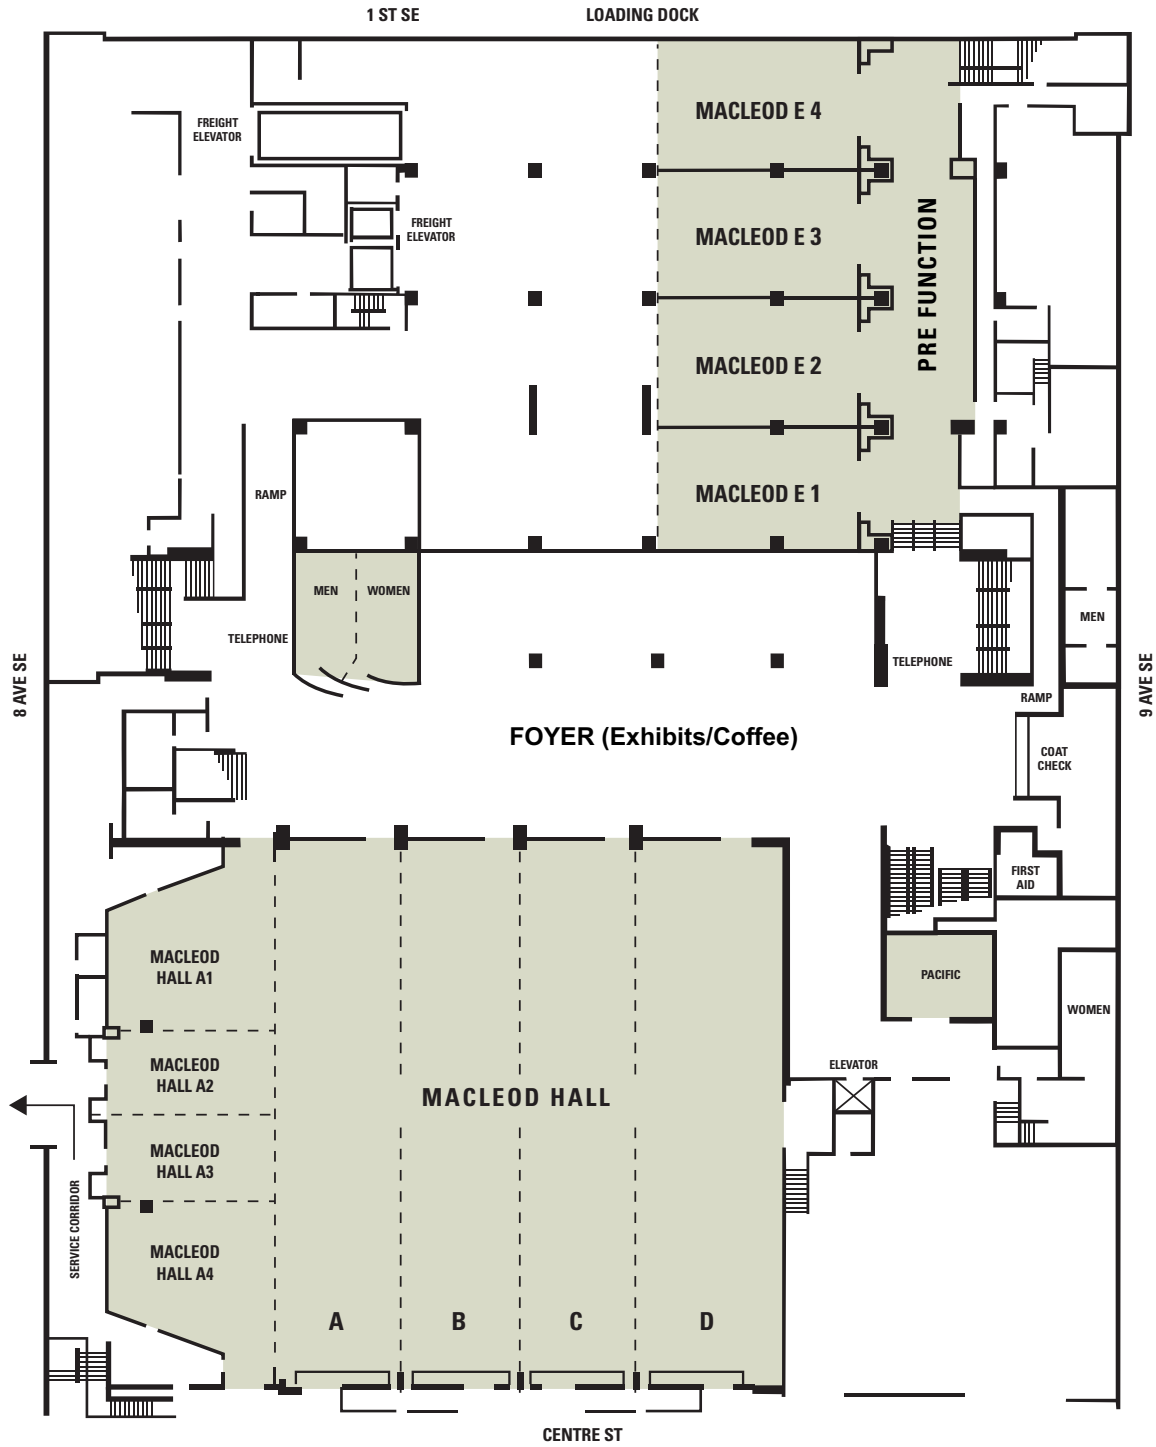 1 ST SE
LOADING DOCK
FREIGHT
ELEVATOR
MACLEOD E 4
FREIGHT
ELEVATOR
MACLEOD E 3
PRE FUNCTION
MACLEOD E 2
RAMP
MACLEOD E 1
MEN
WOMEN
MEN
TELEPHONE
TELEPHONE
8 AVE SE
9 AVE SE
RAMP
FOYER (Exhibits/Coffee)
COAT
CHECK
FIRST
AID
MACLEOD
HALL A1
PACIFIC
WOMEN
ELEVATOR
MACLEOD
HALL A2
MACLEOD HALL
MACLEOD
HALL A3
SERVICE CORRIDOR
MACLEOD
HALL A4
A
B
C
D
CENTRE ST